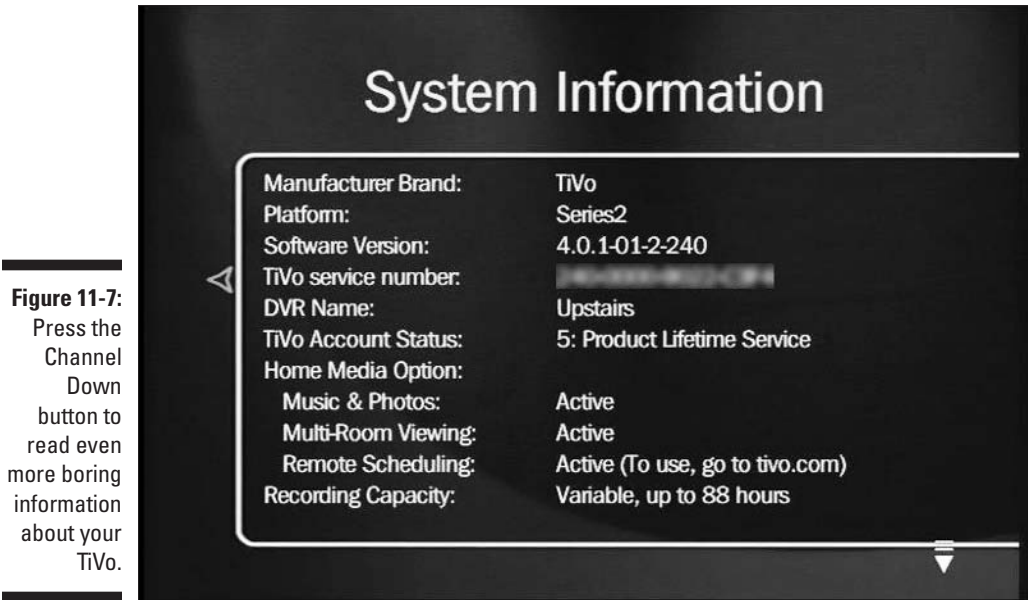 System Information
Manufacturer Brand: TiVo
Platform: Series2
Software Version: 4.0.1-01-2-240
TiVo service number:
DVR Name: Upstairs
TiVo Account Status: 5: Product Lifetime Service
Home Media Option:
Music & Photos: Active
Multi-Room Viewing: Active
Remote Scheduling: Active (To use, go to tivo.com)
Recording Capacity: Variable, up to 88 hours
Figure 11-7:
Press the
Channel
Down
button to
read even
more boring
information
about your
TiVo.